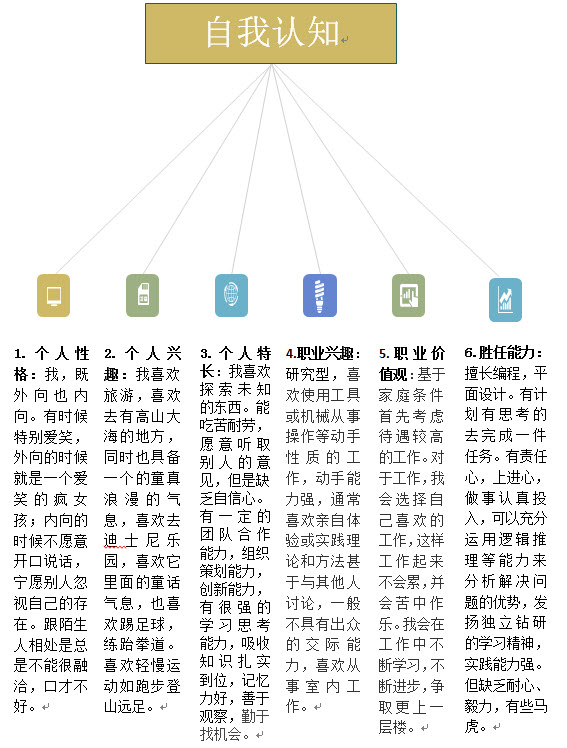 自我认知
1.个人性
格：我，既
外向也内
向。有时候
特别爱笑，
外向的时候
就是一个爱
笑的疯女
孩；内向的
时候不愿意
开口说话，
宁愿别人忽
视自己的存
在。跟陌生
人相处是总
是不能很融
洽，口才不
好。
2.个人兴
趣：我喜欢
旅游，喜欢
去有高山大
海的地方，
同时也具备
一个的童真
浪漫的气
息，喜欢去
迪士尼乐
园，喜欢它
里面的童话
气息，也喜
欢踢足球，
练跆拳道。
喜欢轻慢运
动如跑步登
山远足。
3.个人特
长：我喜欢
探索未知
的东西。能
吃苦耐劳，
愿意听取
别人的意
见，但是缺
乏自信心。
有一定的
团队合作
能力，组织
策划能力，
创新能力，
有很强的
学习思考
能力，吸收
知识扎实
到位，记忆
力好，善于
观察，勤于
找机会。
4.职业兴趣：
研究型，喜
欢使用工具
或机械从事
操作等动手
性质的工
作，动手能
力强，通常
喜欢亲自体
验或实践理
论和方法甚
于与其他人
讨论，一般
不具有出众
的交际能
力，喜欢从
事室内工
作。
5.职业价
值观：基于
家庭条件
首先考虑
待遇较高
的工作。对
于工作，我
会选择自
己喜欢的
工作，这样
工作起来
不会累，并
会苦中作
乐。我会在
工作中不
断学习，不
断进步，争
取更上一
层楼。
6.胜任能力：
擅长编程，平
面设计。有计
划有思考的
去完成一件
任务。有责任
心，上进心，
做事认真投
入，可以充分
运用逻辑推
理等能力来
分析解决问
题的优势，发
扬独立钻研
的学习精神，
实践能力强。
但缺乏耐心、
毅力，有些马
虎。